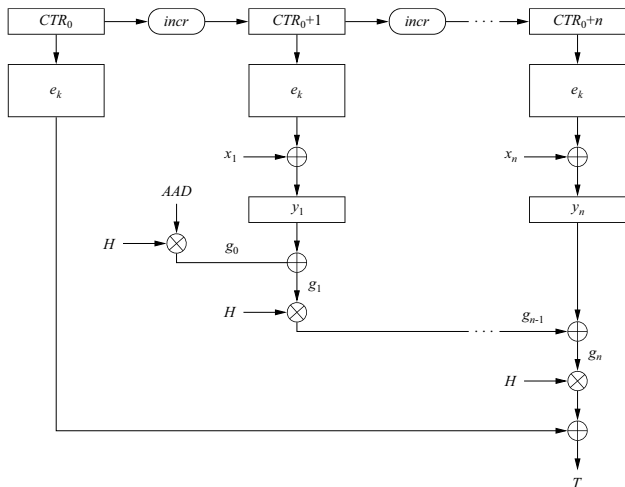 CTR0 incr CTR0+1 incr · · · CTR0+n
ek ek ek
x1 xn
AAD y1 yn
H g0
g1
H · · · gn-1
gn
H
T